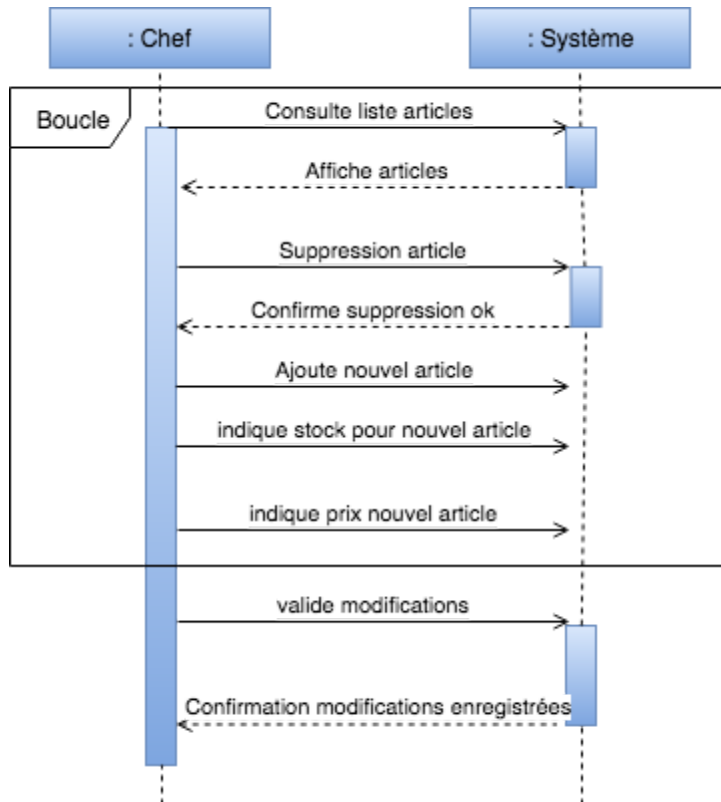 : Chef
: Système
Boucle
Consulte liste articles
Affiche articles
Suppression article
Confirme suppression ok
Ajoute nouvel article
indique stock pour nouvel article
indique prix nouvel article
valide modifications
Confirmation modifications enregistrées